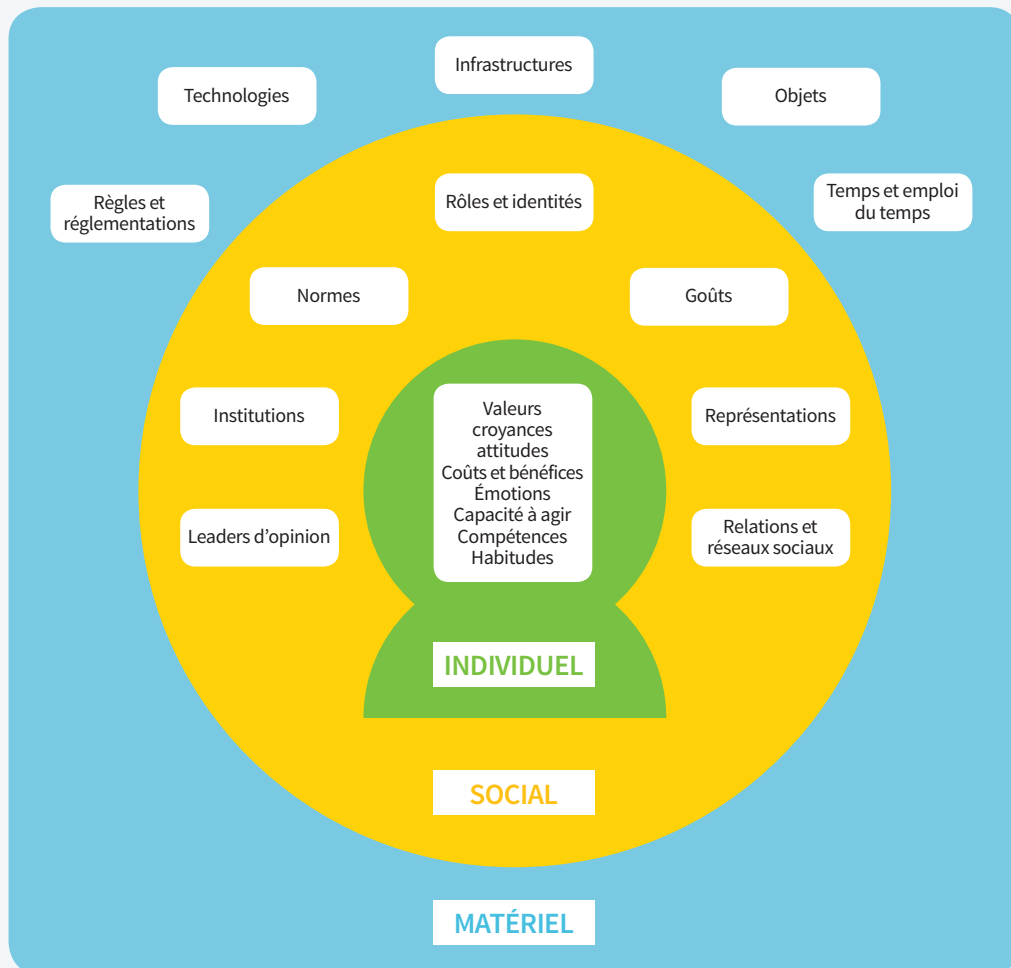 Infrastructures
Technologies
Objets
Règles et
réglementations
Rôles et identités
Temps et emploi
du temps
Normes
Goûts
Institutions
Valeurs
croyances
attitudes
Coûts et bénéfices
Émotions
Capacité à agir
Compétences
Habitudes
Représentations
Leaders d’opinion
Relations et
réseaux sociaux
INDIVIDUEL
SOCIAL
MATÉRIEL